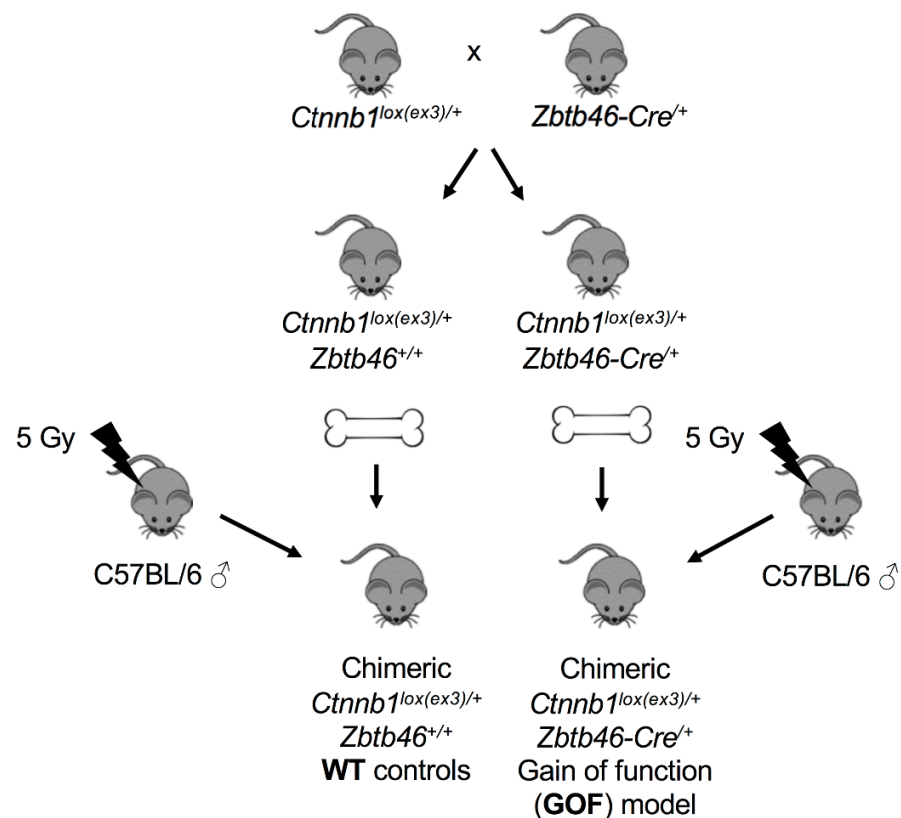 x
Ctnnb1lox(ex3)/+
Zbtb46-Cre/+
Ctnnb1lox(ex3)/+
Zbtb46+/+
Ctnnb1lox(ex3)/+
Zbtb46-Cre/+
5 Gy
C57BL/6 ♂
5 Gy
C57BL/6 ♂
Chimeric
Ctnnb1lox(ex3)/+
Zbtb46+/+
WT controls
Chimeric
Ctnnb1lox(ex3)/+
Zbtb46-Cre/+
Gain of function
(GOF) model